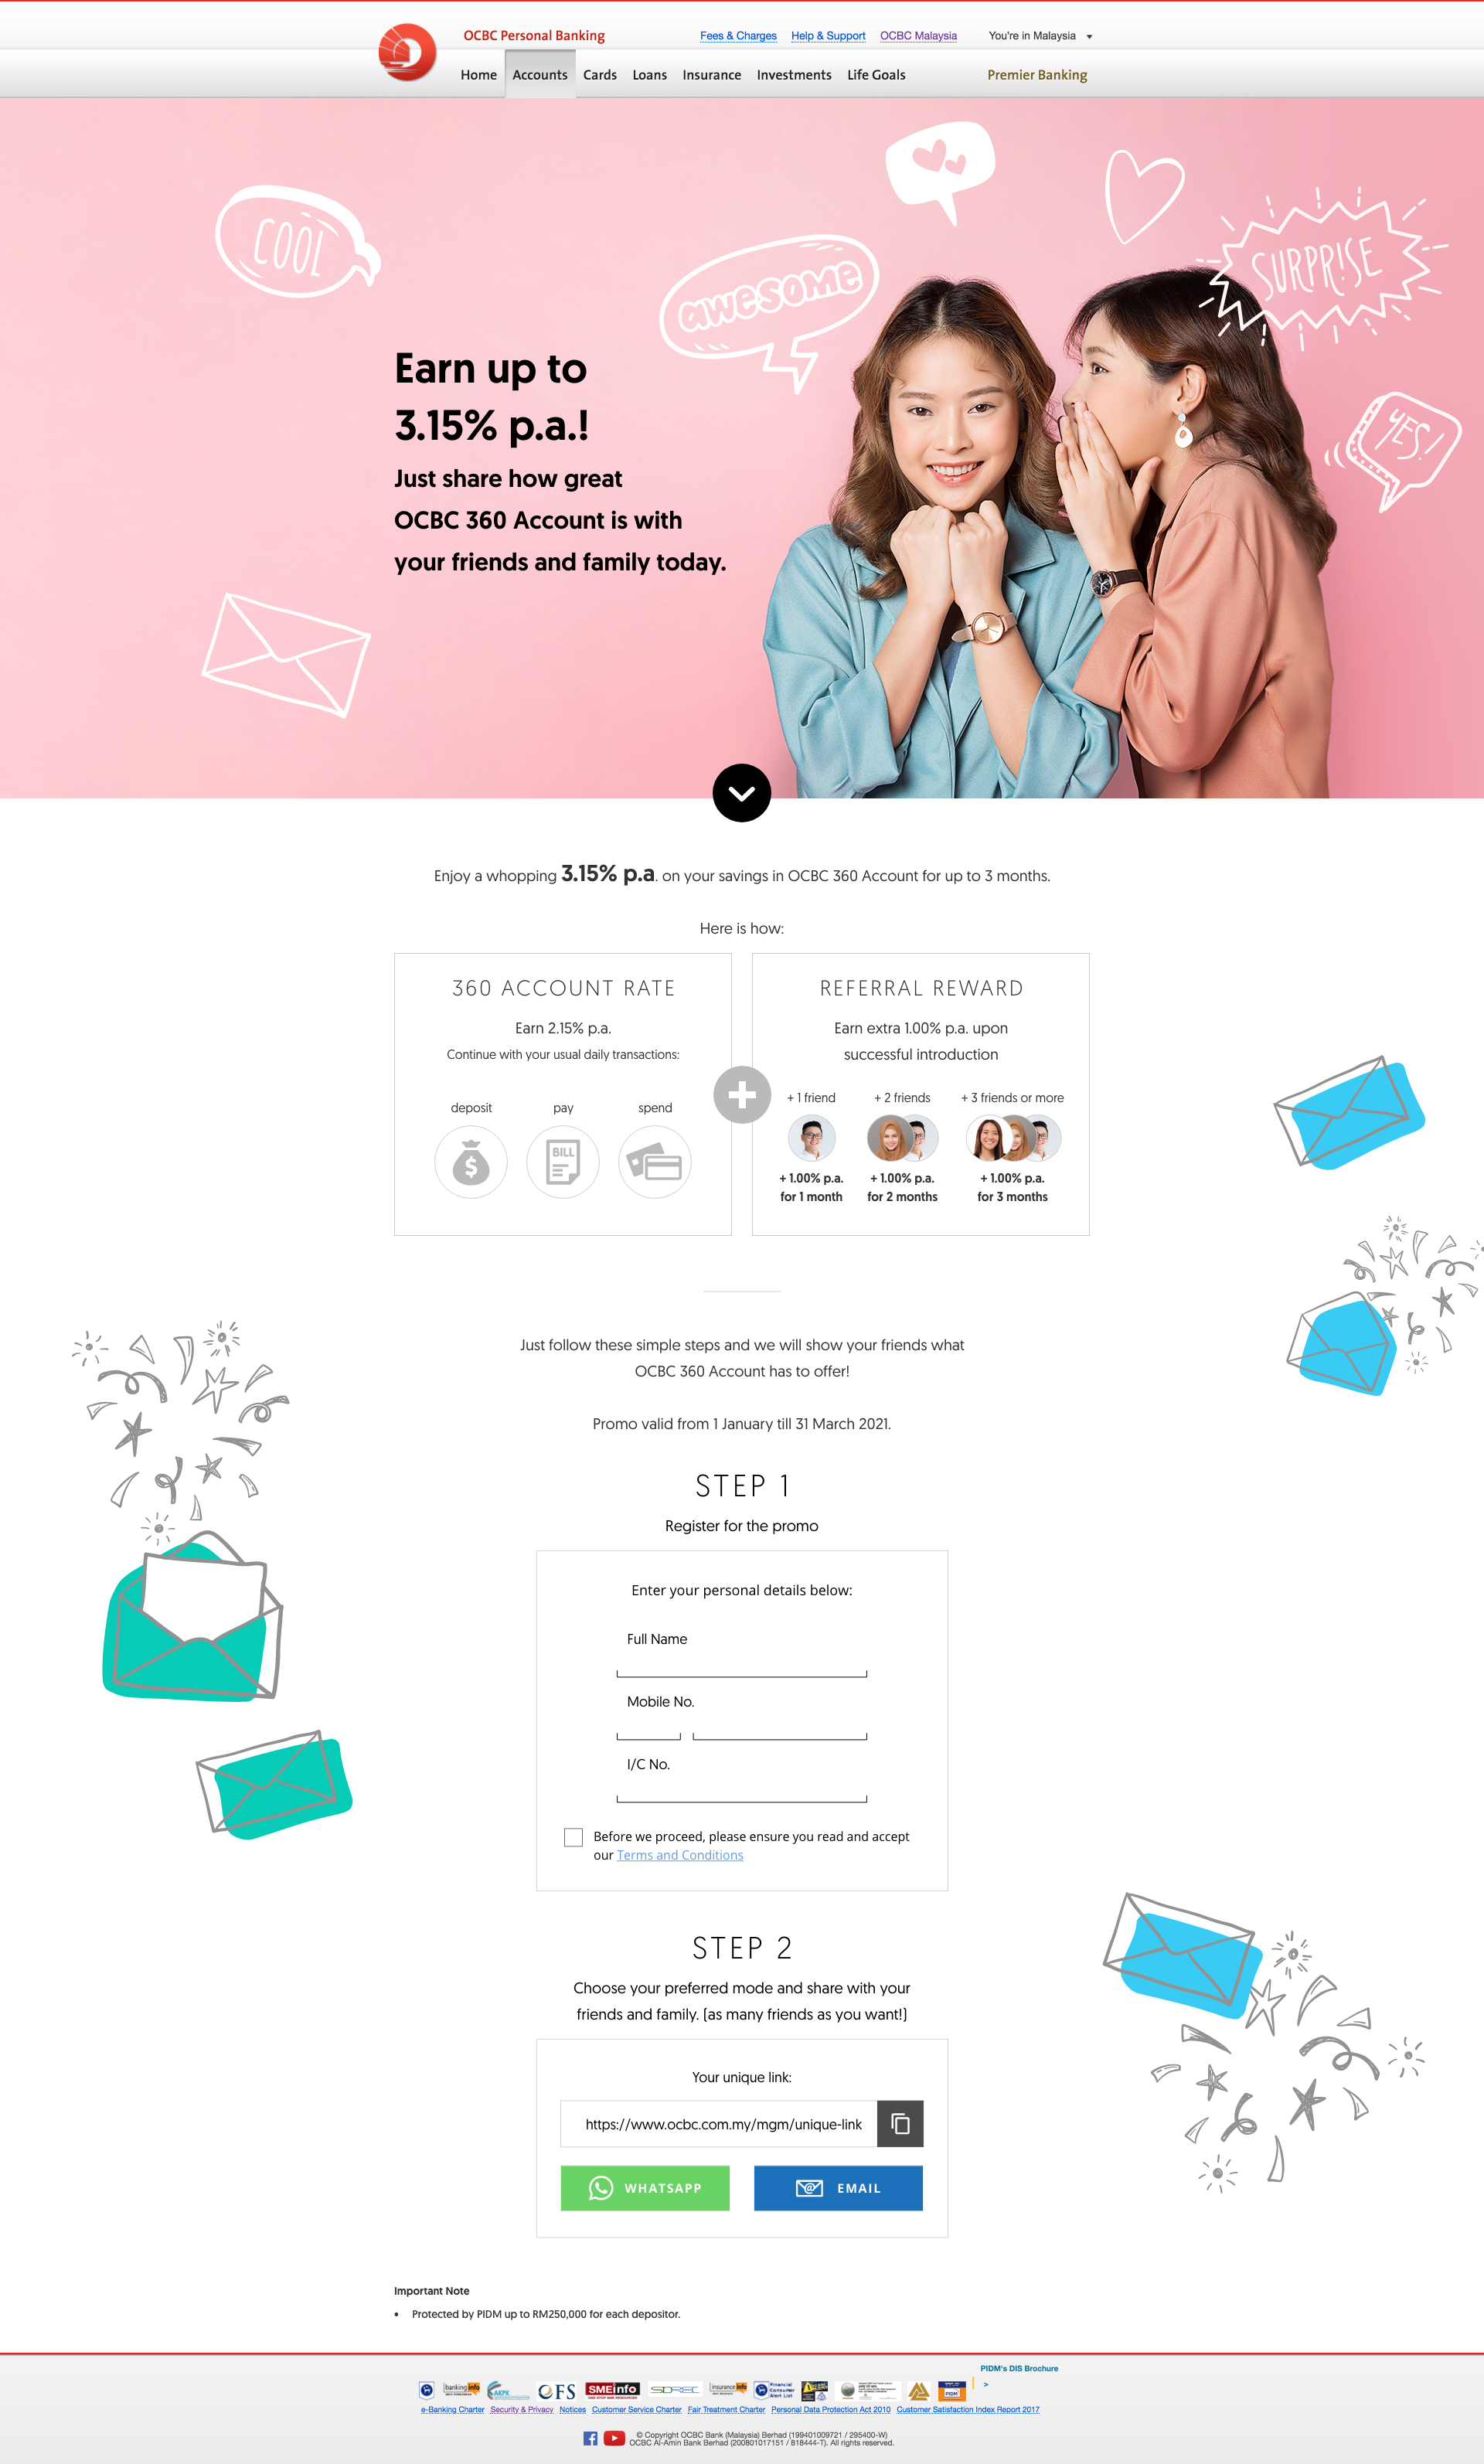 OCBC Personal Banking
Fees & Charges
Help & Support
OCBC Malaysia
You're in Malaysia
Home
Accounts
Cards
Loans
Insurance
Investments
Life Goals
Premier Banking
COOL
awesome
SURPR!SE
YES!
Earn up to
3.15% p.a.!
Just share how great
OCBC 360 Account is with
your friends and family today.
Enjoy a whopping 3.15% p.a. on your savings in OCBC 360 Account for up to 3 months.
Here is how:
360 ACCOUNT RATE
Earn 2.15% p.a.
Continue with your usual daily transactions:
deposit
pay
spend
$
BILL
REFERRAL REWARD
Earn extra 1.00% p.a. upon
successful introduction
+ 1 friend
+ 2 friends
+ 3 friends or more
+ 1.00% p.a.
for 1 month
+ 1.00% p.a.
for 2 months
+ 1.00% p.a.
for 3 months
Just follow these simple steps and we will show your friends what
OCBC 360 Account has to offer!
Promo valid from 1 January till 31 March 2021.
STEP 1
Register for the promo
Enter your personal details below:
Full Name
Mobile No.
I/C No.
Before we proceed, please ensure you read and accept
our Terms and Conditions
STEP 2
Choose your preferred mode and share with your
friends and family. (as many friends as you want!)
Your unique link:
https://www.ocbc.com.my/mgm/unique-link
WHATSAPP
EMAIL
Important Note
• Protected by PIDM up to RM250,000 for each depositor.
PIDM's DIS Brochure
>
bankinginfo
AKPK
OFS
SMEinfo
SIDREC
insuranceinfo
Financial
Consumer
Alert List
PIDM
e-Banking Charter
Security & Privacy
Notices
Customer Service Charter
Fair Treatment Charter
Personal Data Protection Act 2010
Customer Satisfaction Index Report 2017
© Copyright OCBC Bank (Malaysia) Berhad (199401009721 / 295400-W)
OCBC Al-Amin Bank Berhad (200801017151 / 818444-T). All rights reserved.